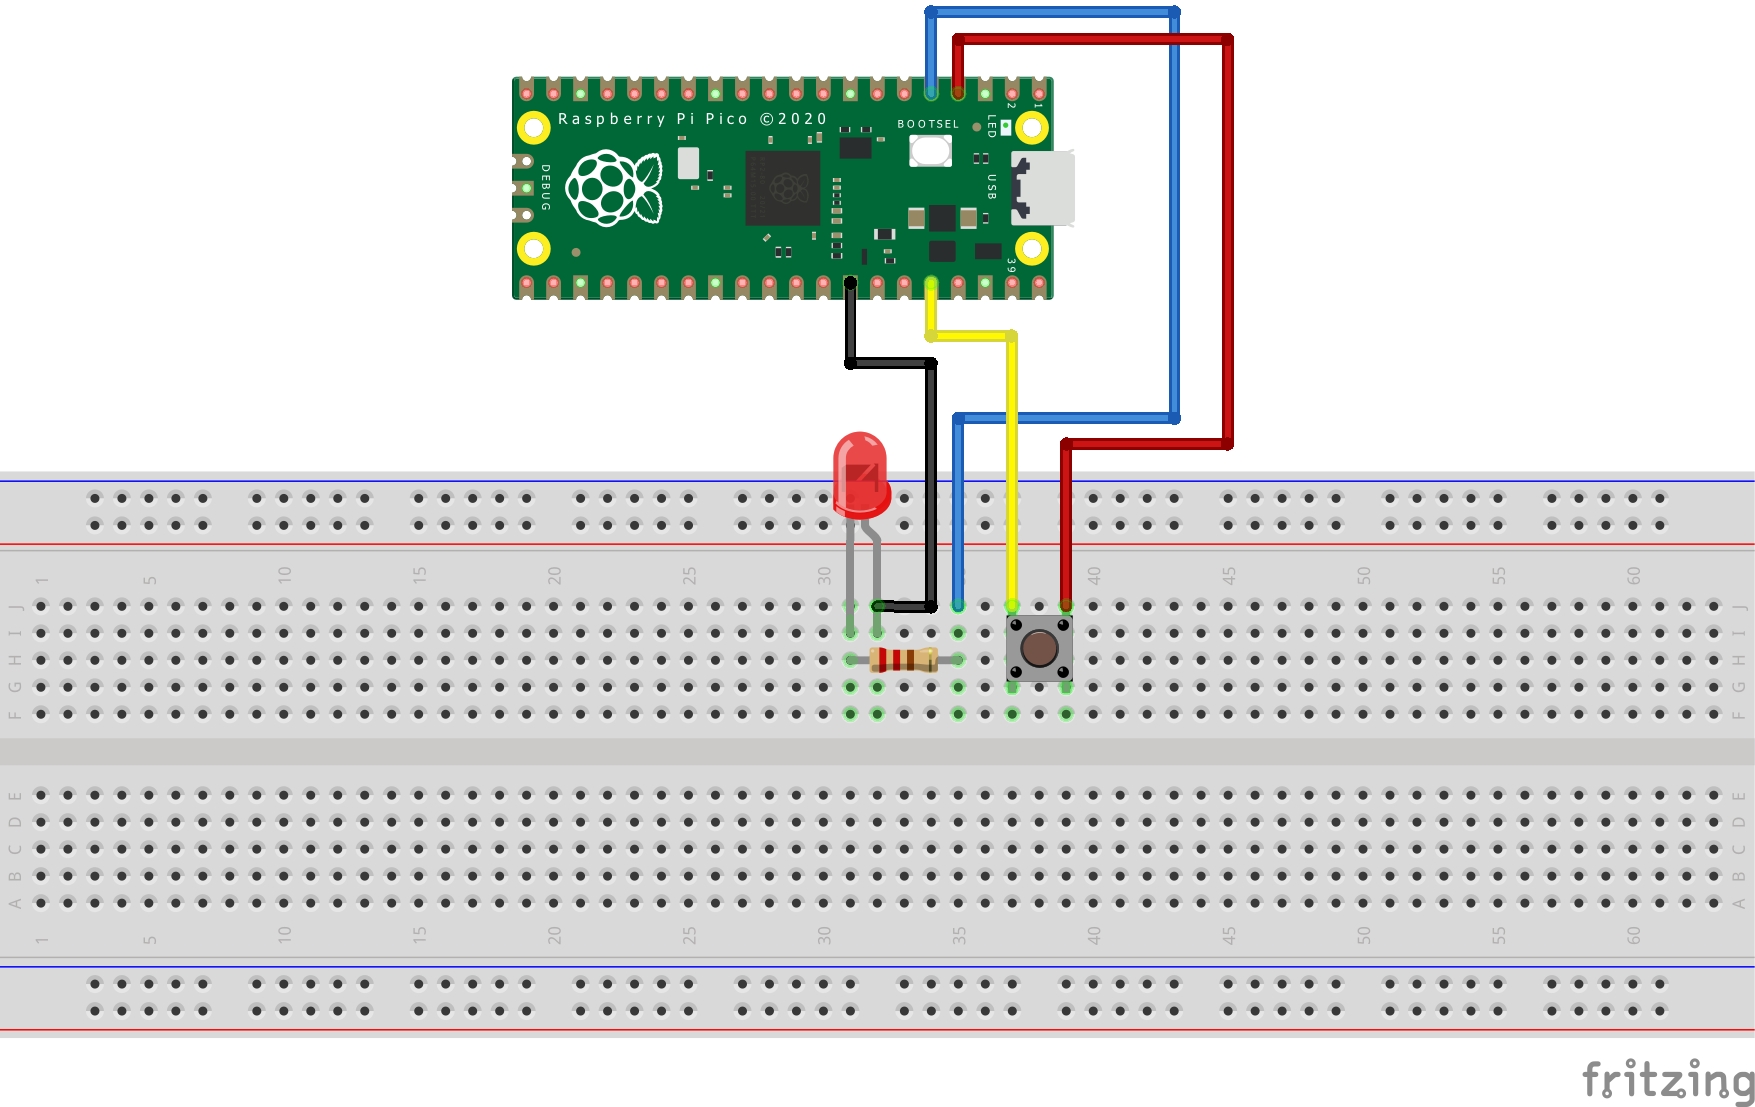 2 1
Raspberry Pi Pico ©2020
BOOTSEL
LED
DEBUG
USB
39
1 5 10 15 20 25 30 40 45 50 55 60
J J
I I
H H
G G
F F
E E
D D
C C
B B
A A
1 5 10 15 20 25 30 35 40 45 50 55 60
fritzing